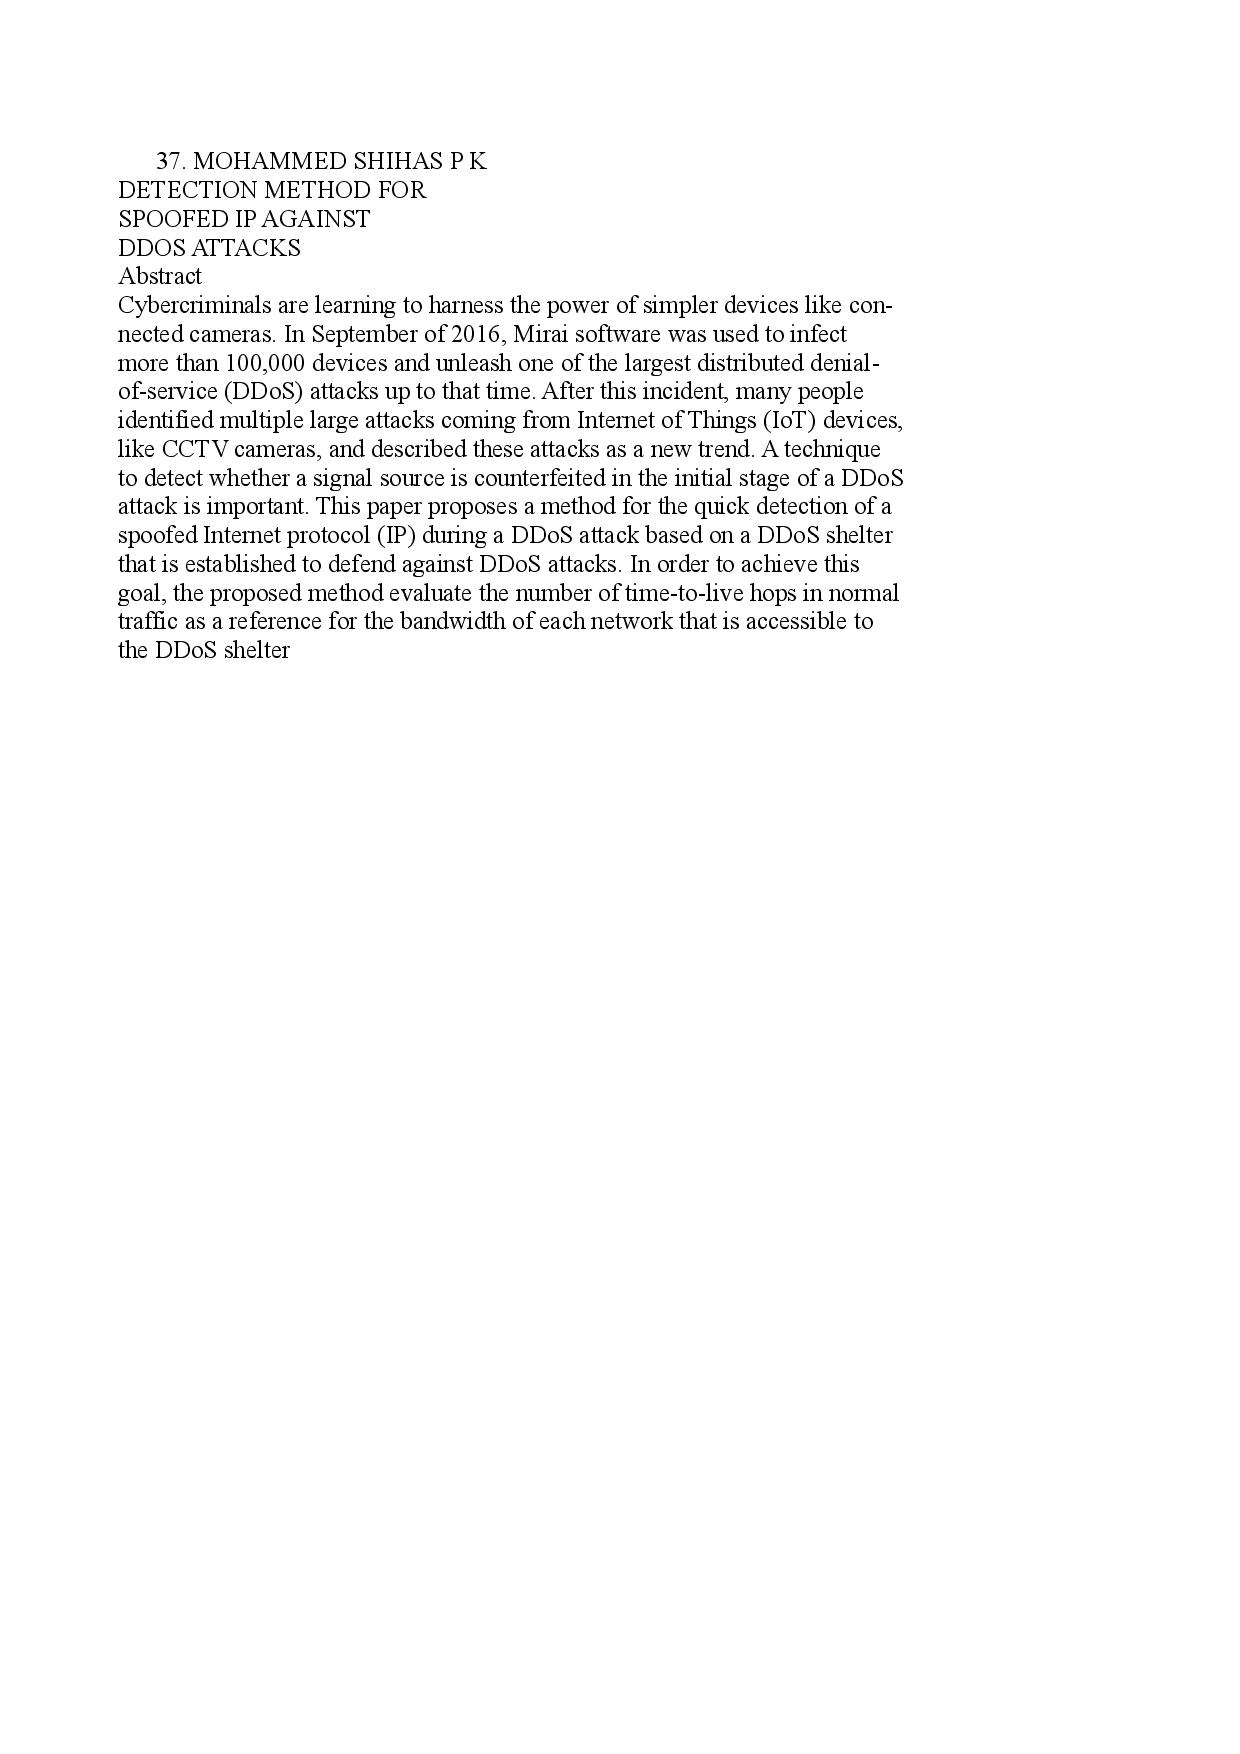 37. MOHAMMED SHIHAS P K
DETECTION METHOD FOR
SPOOFED IP AGAINST
DDOS ATTACKS
Abstract
Cybercriminals are learning to harness the power of simpler devices like con-
nected cameras. In September of 2016, Mirai software was used to infect
more than 100,000 devices and unleash one of the largest distributed denial-
of-service (DDoS) attacks up to that time. After this incident, many people
identified multiple large attacks coming from Internet of Things (IoT) devices,
like CCTV cameras, and described these attacks as a new trend. A technique
to detect whether a signal source is counterfeited in the initial stage of a DDoS
attack is important. This paper proposes a method for the quick detection of a
spoofed Internet protocol (IP) during a DDoS attack based on a DDoS shelter
that is established to defend against DDoS attacks. In order to achieve this
goal, the proposed method evaluate the number of time-to-live hops in normal
traffic as a reference for the bandwidth of each network that is accessible to
the DDoS shelter